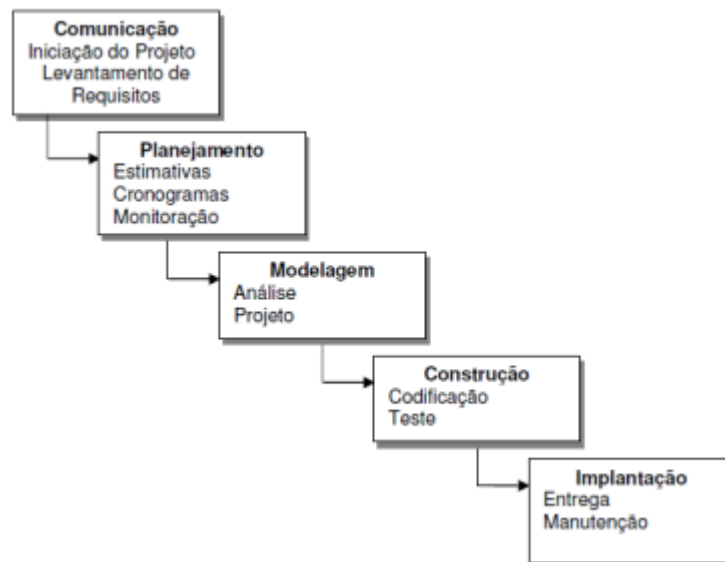 Comunicação
Iniciação do Projeto
Levantamento de
Requisitos
Planejamento
Estimativas
Cronogramas
Monitoração
Modelagem
Análise
Projeto
Construção
Codificação
Teste
Implantação
Entrega
Manutenção